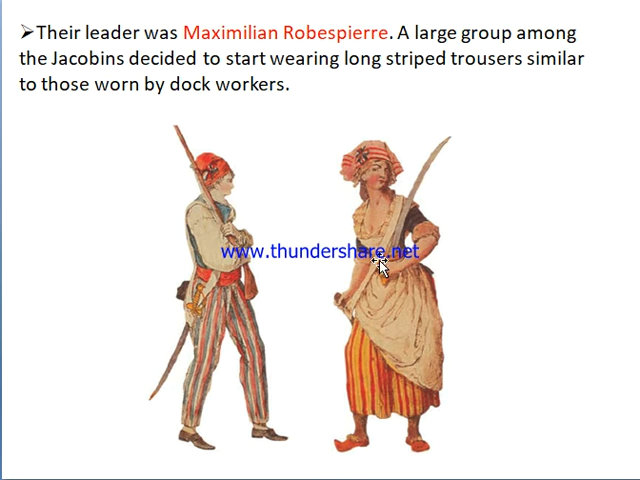 ➢Their leader was Maximilian Robespierre. A large group among
the Jacobins decided to start wearing long striped trousers similar
to those worn by dock workers.
www.thundershare.net